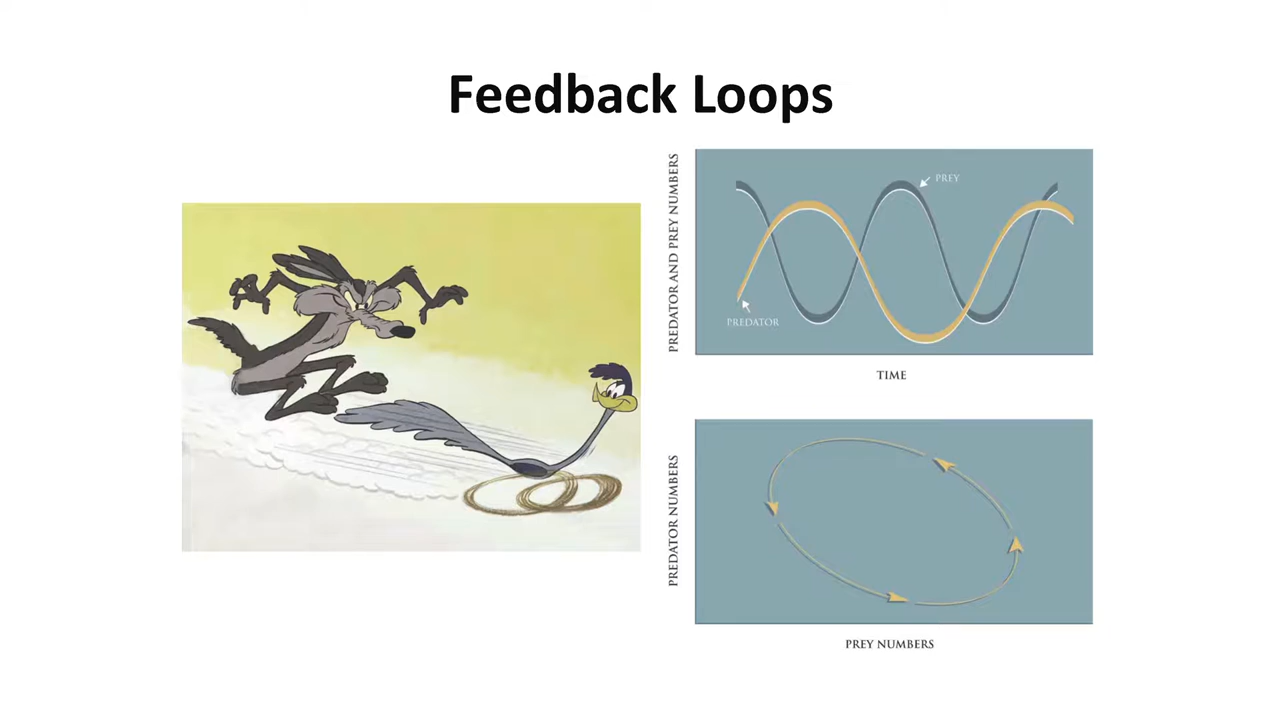 Feedback Loops
PREDATOR AND PREY NUMBERS
PREY
PREDATOR
TIME
PREDATOR NUMBERS
PREY NUMBERS